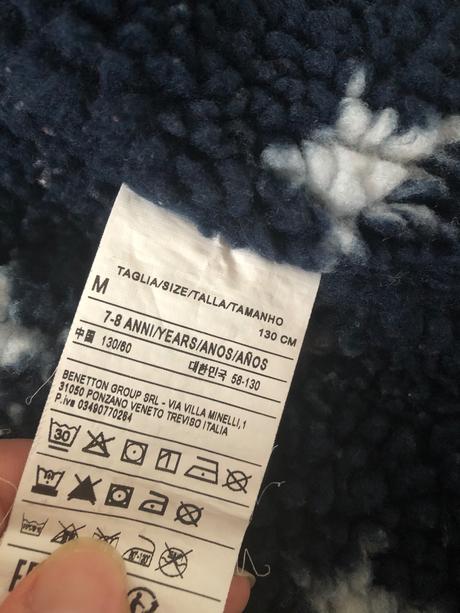 TAGLIA/SIZE/TALLA/TAMANHO
M 130 CM
7-8 ANNI/YEARS/ANOS/AÑOS
中国 130/60 대한민국 58-130
BENETTON GROUP SRL - VIA VILLA MINELLI,1
31050 PONZANO VENETO TREVISO ITALIA
P.iva 03490770264
30